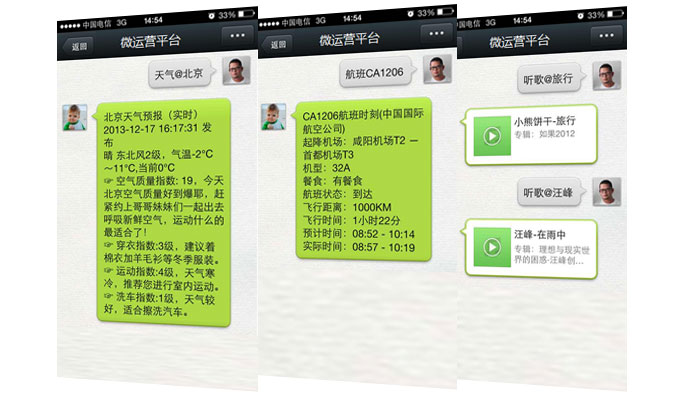 中国电信 3G 14:54 33%
返回 微运营平台
天气@北京
北京天气预报（实时）
2013-12-17 16:17:31 发
布
晴 东北风2级，气温-2°C
～11°C,当前0°C
☞ 空气质量指数: 19，今天
北京空气质量好到爆耶，赶
紧约上哥哥妹妹们一起出去
呼吸新鲜空气，运动什么的
最适合了！
☞ 穿衣指数:3级，建议着
棉衣加羊毛衫等冬季服装。
☞ 运动指数:4级，天气寒
冷，推荐您进行室内运动。
☞ 洗车指数:1级，天气较
好，适合擦洗汽车。
中国电信 3G 14:54 33%
返回 微运营平台
航班CA1206
CA1206航班时刻(中国国际
航空公司)
起降机场：咸阳机场T2 —
首都机场T3
机型：32A
餐食：有餐食
航班状态：到达
飞行距离：1000KM
飞行时间：1小时22分
预计时间：08:52 - 10:14
实际时间：08:57 - 10:19
中国电信 3G 14:54 33%
返回 微运营平台
听歌@旅行
小熊饼干-旅行
专辑：如果2012
听歌@汪峰
汪峰-在雨中
专辑：理想与现实世
界的困惑·汪峰创...